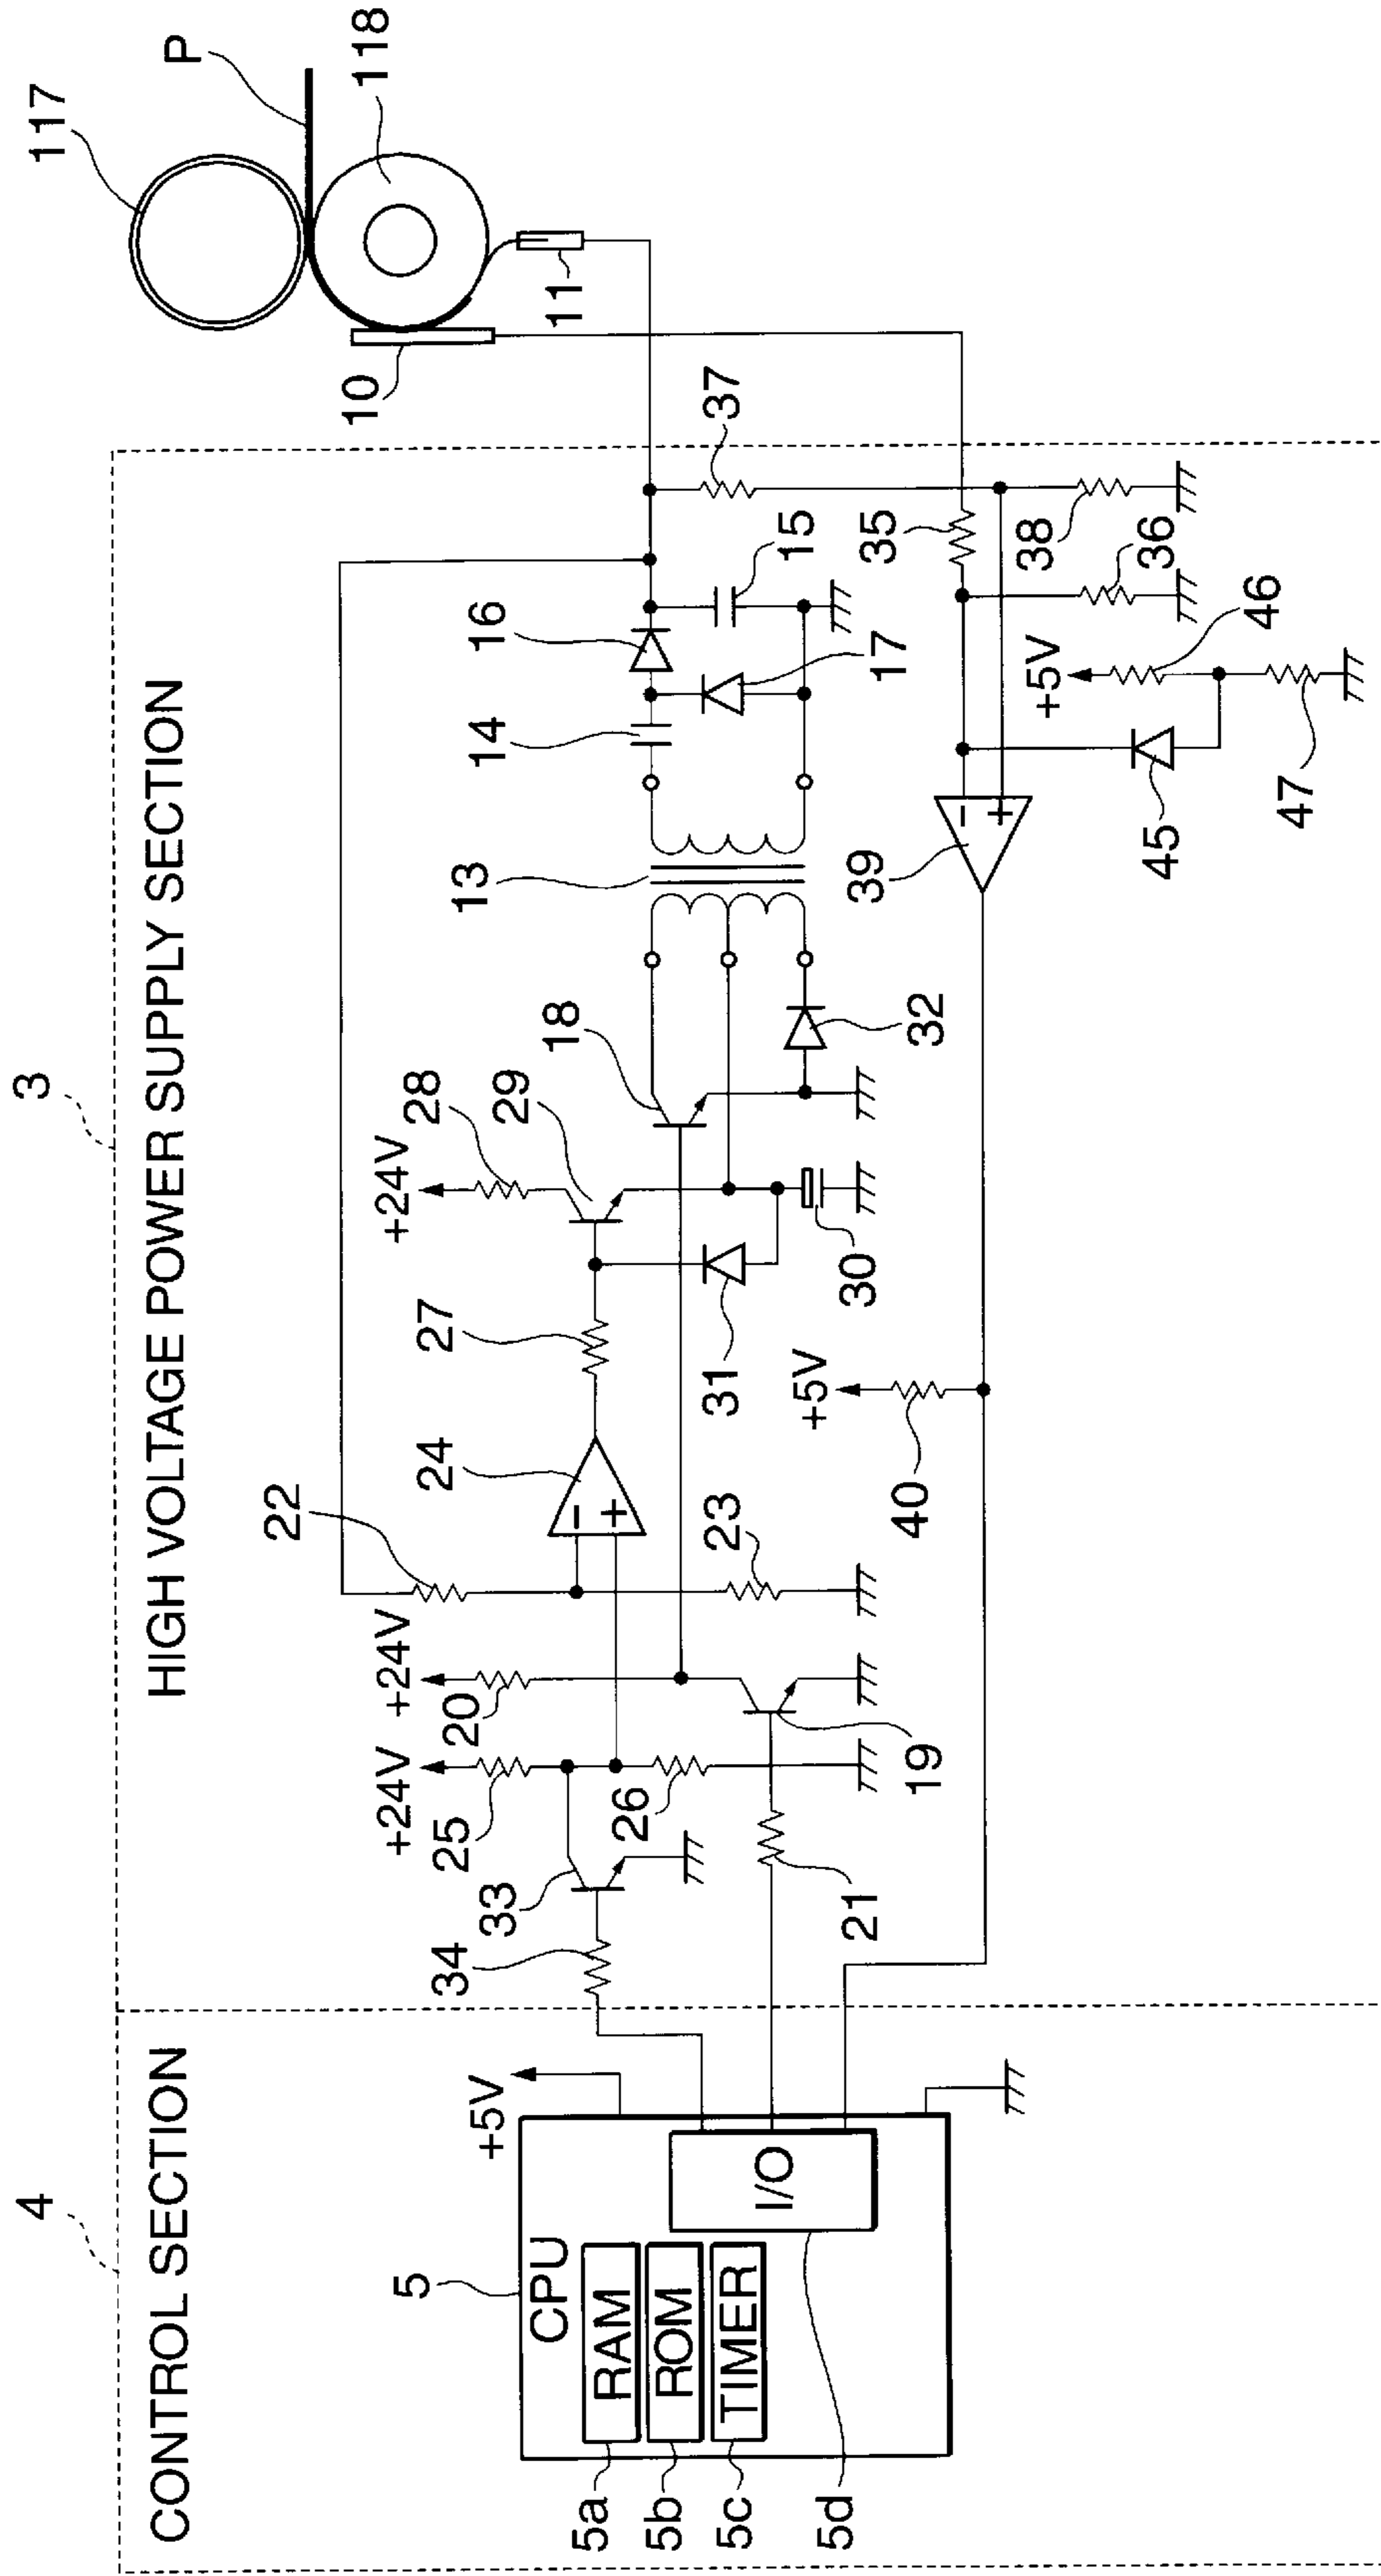 3
4
HIGH VOLTAGE POWER SUPPLY SECTION
CONTROL SECTION
117
P
118
10
11
22
+24V
28
29
18
13
14
16
15
37
35
38
36
17
+5V
46
47
45
39
32
30
31
27
24
23
+5V
40
+24V
20
+24V
25
26
19
33
34
21
+5V
5
CPU
RAM
ROM
TIMER
I/O
5a
5b
5c
5d
-
+
-
+